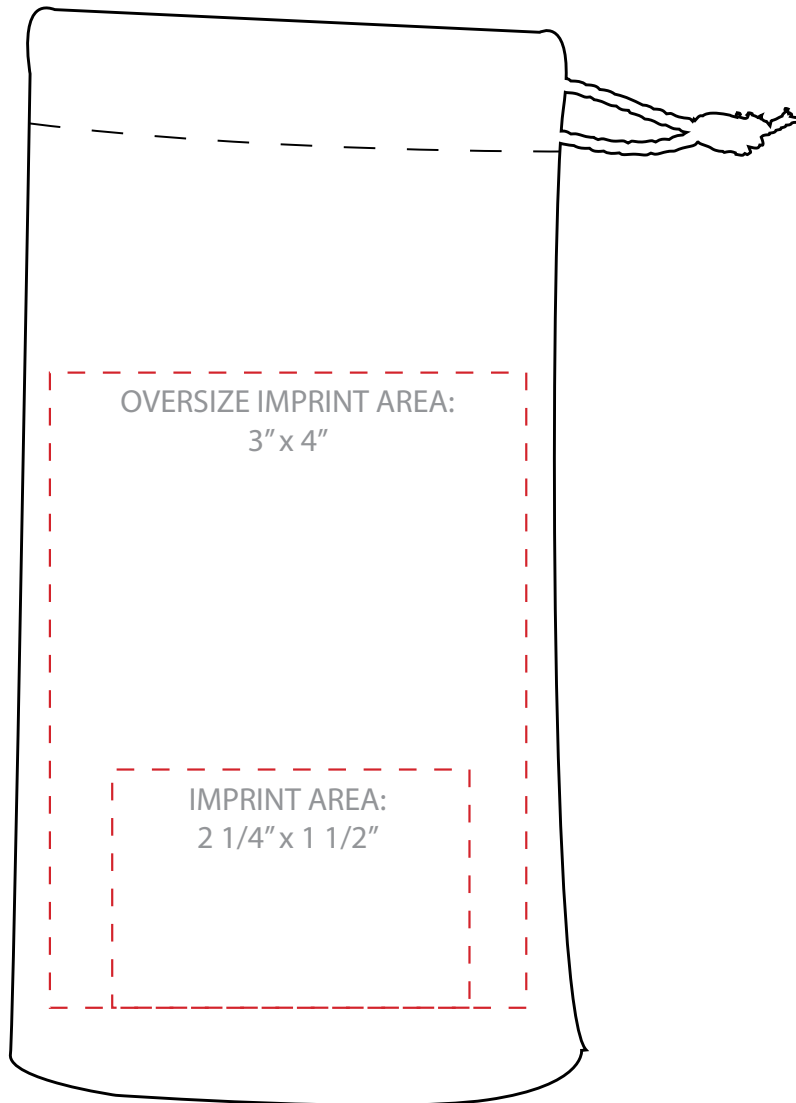 OVERSIZE IMPRINT AREA:
3” x 4”
IMPRINT AREA:
2 1/4” x 1 1/2”